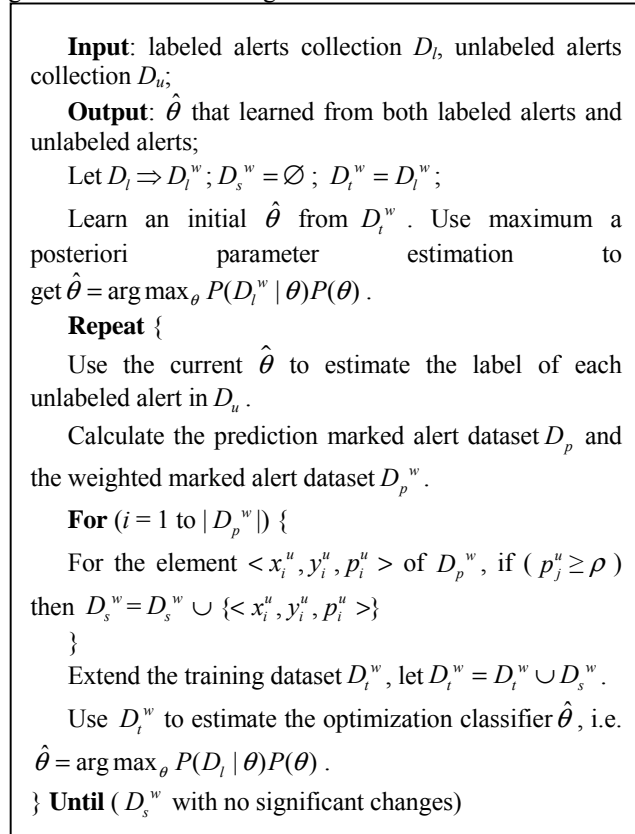 Input: labeled alerts collection D_l, unlabeled alerts
collection D_u;
Output: θ̂ that learned from both labeled alerts and
unlabeled alerts;
Let D_l ⇒ D_l^w ; D_s^w = ∅ ; D_t^w = D_l^w ;
Learn an initial θ̂ from D_t^w . Use maximum a
posteriori parameter estimation to
get θ̂ = arg max_θ P(D_l^w | θ)P(θ) .
Repeat {
Use the current θ̂ to estimate the label of each
unlabeled alert in D_u .
Calculate the prediction marked alert dataset D_p and
the weighted marked alert dataset D_p^w .
For (i = 1 to | D_p^w |) {
For the element < x_i^u, y_i^u, p_i^u > of D_p^w , if ( p_j^u ≥ ρ )
then D_s^w = D_s^w ∪ {< x_i^u, y_i^u, p_i^u >}
}
Extend the training dataset D_t^w , let D_t^w = D_t^w ∪ D_s^w .
Use D_t^w to estimate the optimization classifier θ̂ , i.e.
θ̂ = arg max_θ P(D_l | θ)P(θ) .
} Until ( D_s^w with no significant changes)